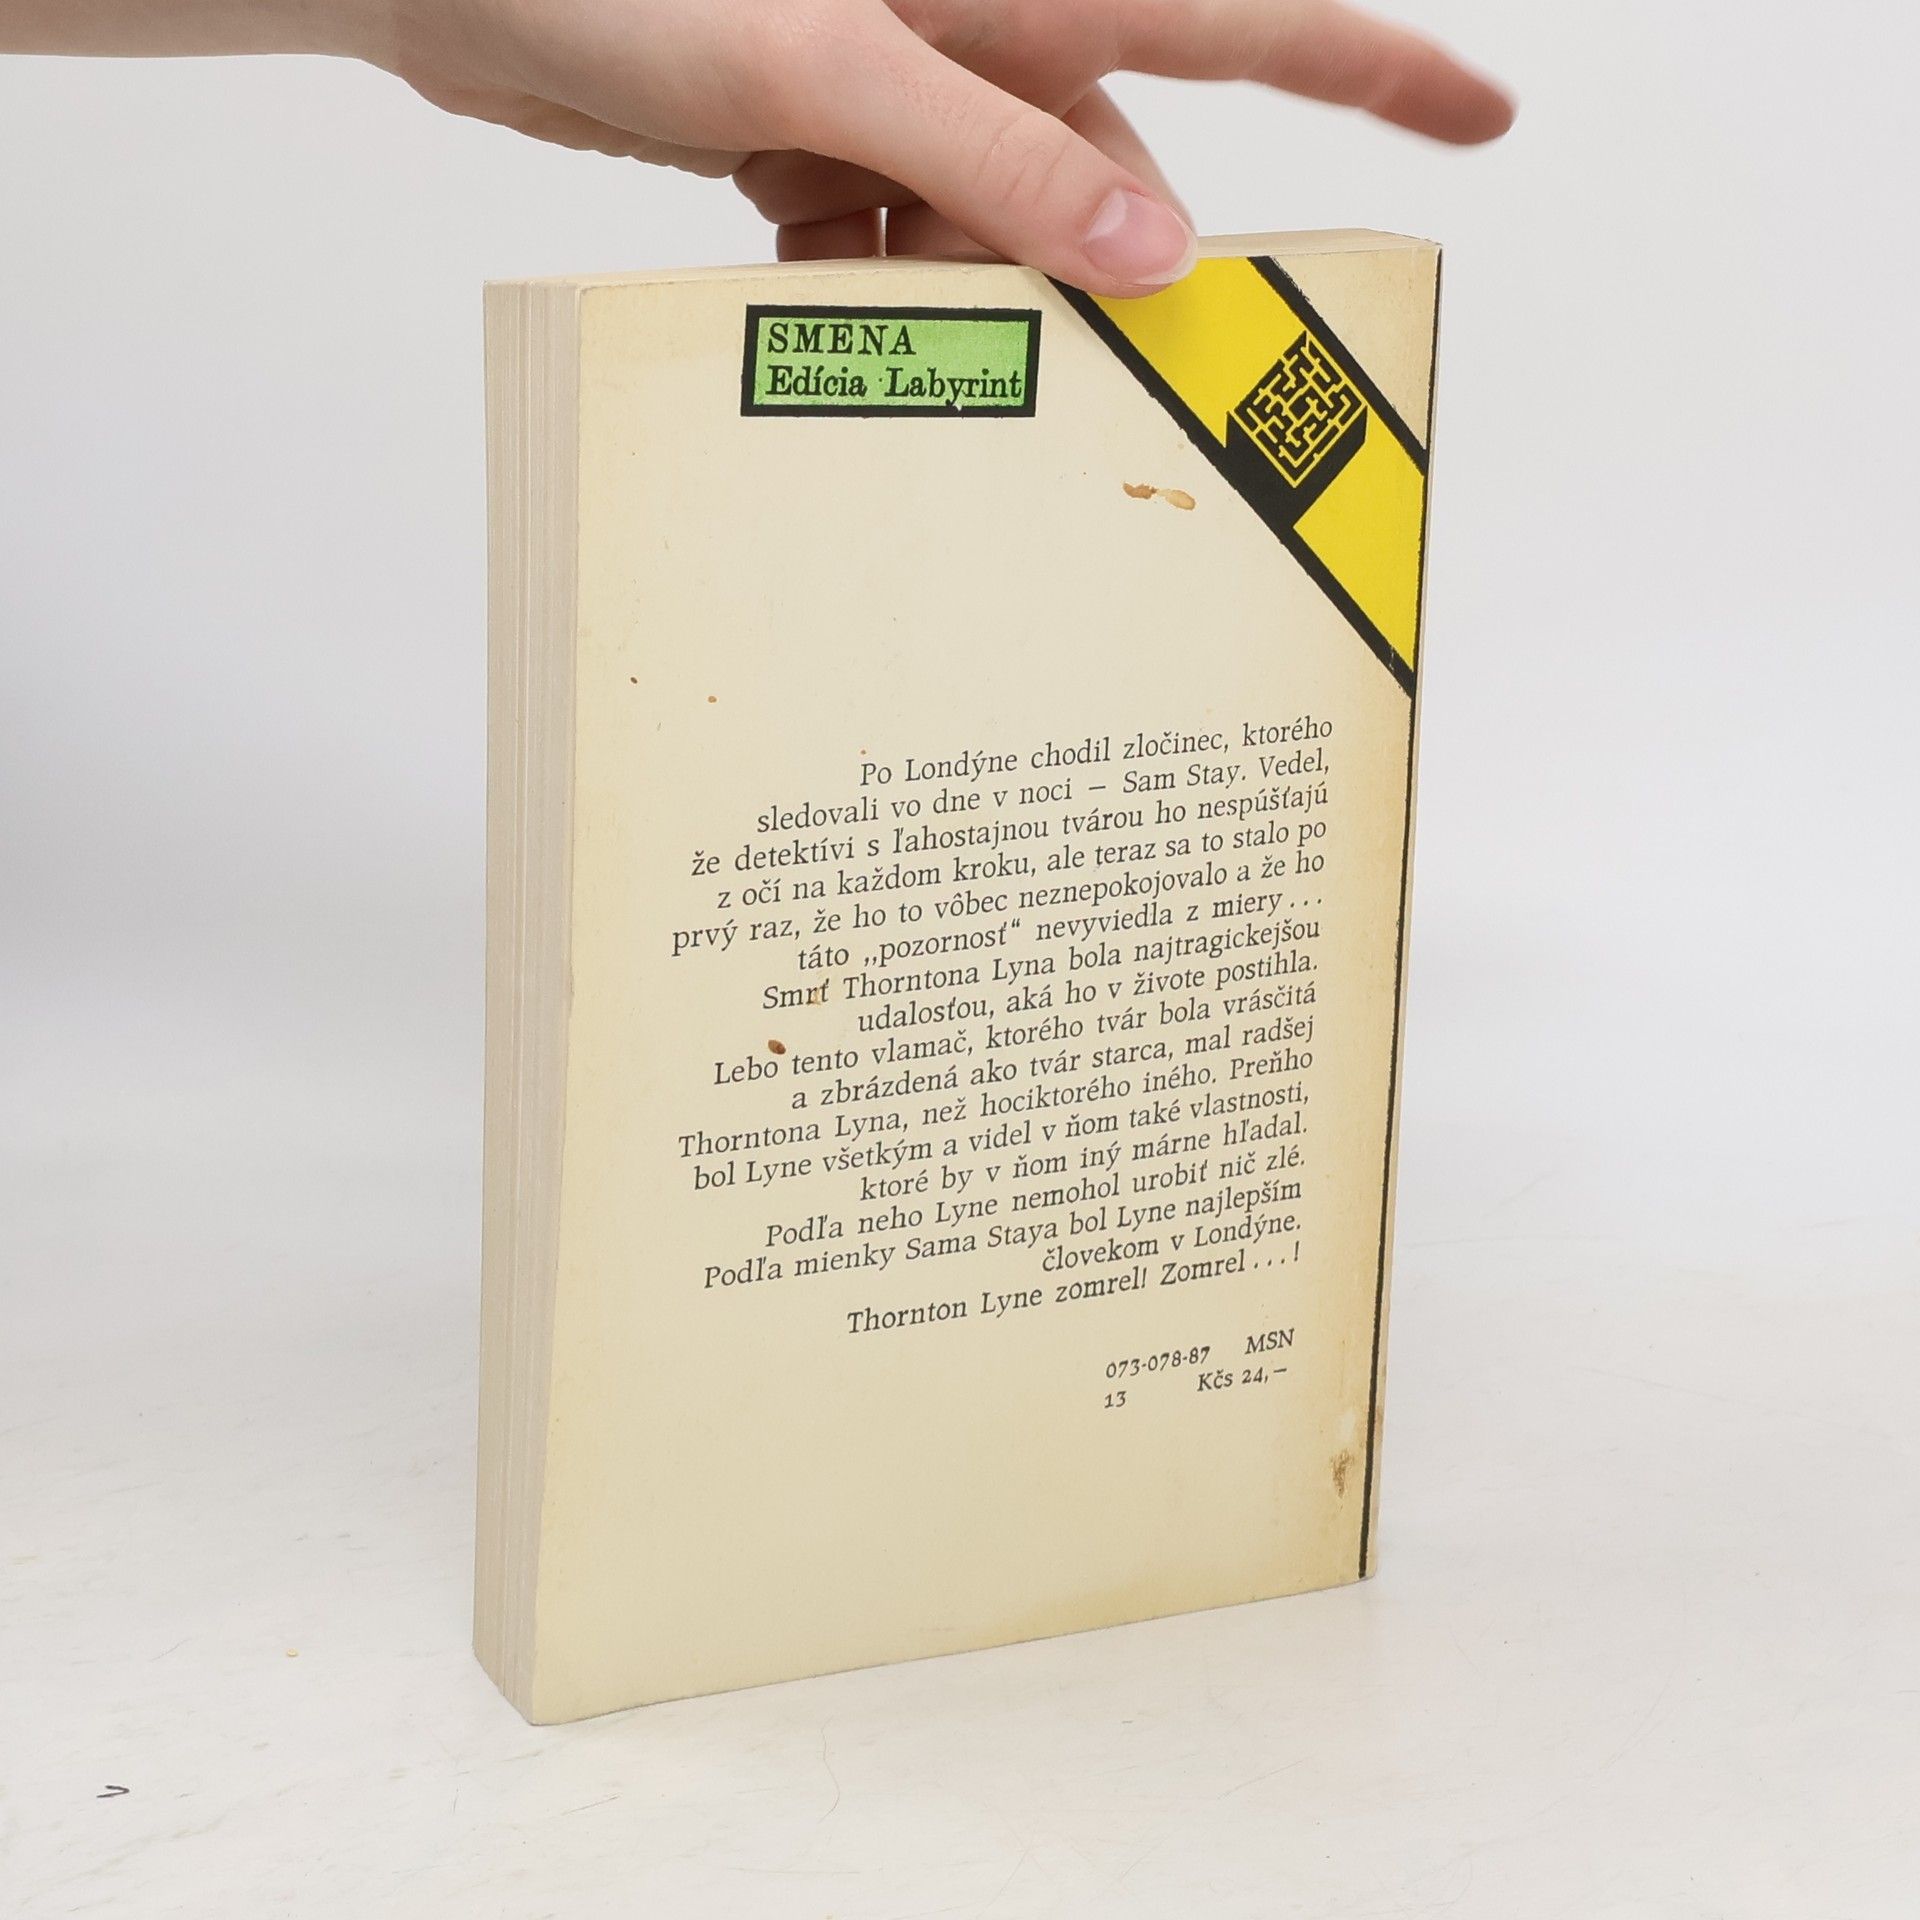 SMENA
Edícia Labyrint
Po Londýne chodil zločinec, ktorého
sledovali vo dne v noci – Sam Stay. Vedel,
že detektívi s ľahostajnou tvárou ho nespúšťajú
z očí na každom kroku, ale teraz sa to stalo po
prvý raz, že ho to vôbec neznepokojovalo a že ho
táto „pozornosť“ nevyviedla z miery...
Smrť Thorntona Lyna bola najtragickejšou
udalosťou, aká ho v živote postihla.
Lebo tento vlamač, ktorého tvár bola vrásčitá
a zbrázdená ako tvár starca, mal radšej
Thorntona Lyna, než hociktorého iného. Preňho
bol Lyne všetkým a videl v ňom také vlastnosti,
ktoré by v ňom iný márne hľadal.
Podľa neho Lyne nemohol urobiť nič zlé.
Podľa mienky Sama Staya bol Lyne najlepším
človekom v Londýne.
Thornton Lyne zomrel! Zomrel...!
073-078-87 MSN
13 Kčs 24,–